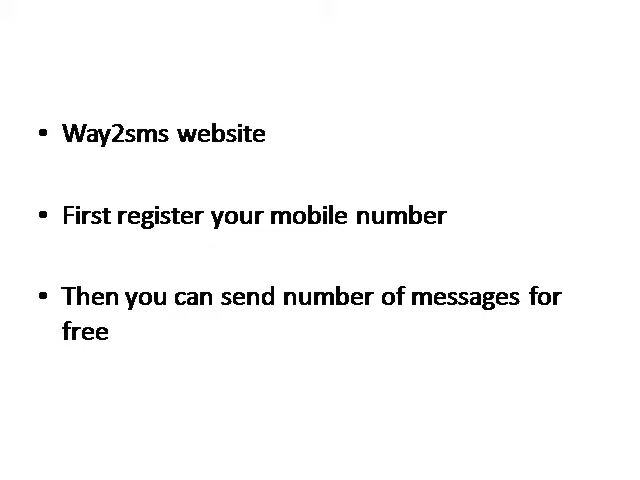 • Way2sms website
• First register your mobile number
• Then you can send number of messages for
free